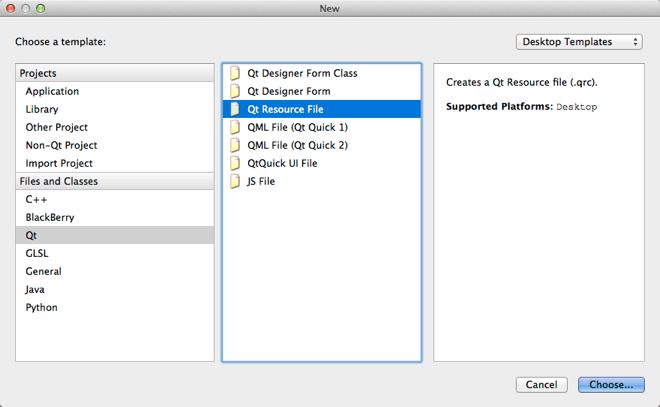 New
Choose a template:
Desktop Templates
Projects
Application
Library
Other Project
Non-Qt Project
Import Project
Files and Classes
C++
BlackBerry
Qt
GLSL
General
Java
Python
Qt Designer Form Class
Qt Designer Form
Qt Resource File
QML File (Qt Quick 1)
QML File (Qt Quick 2)
QtQuick UI File
JS File
Creates a Qt Resource file (.qrc).
Supported Platforms: Desktop
Cancel
Choose...